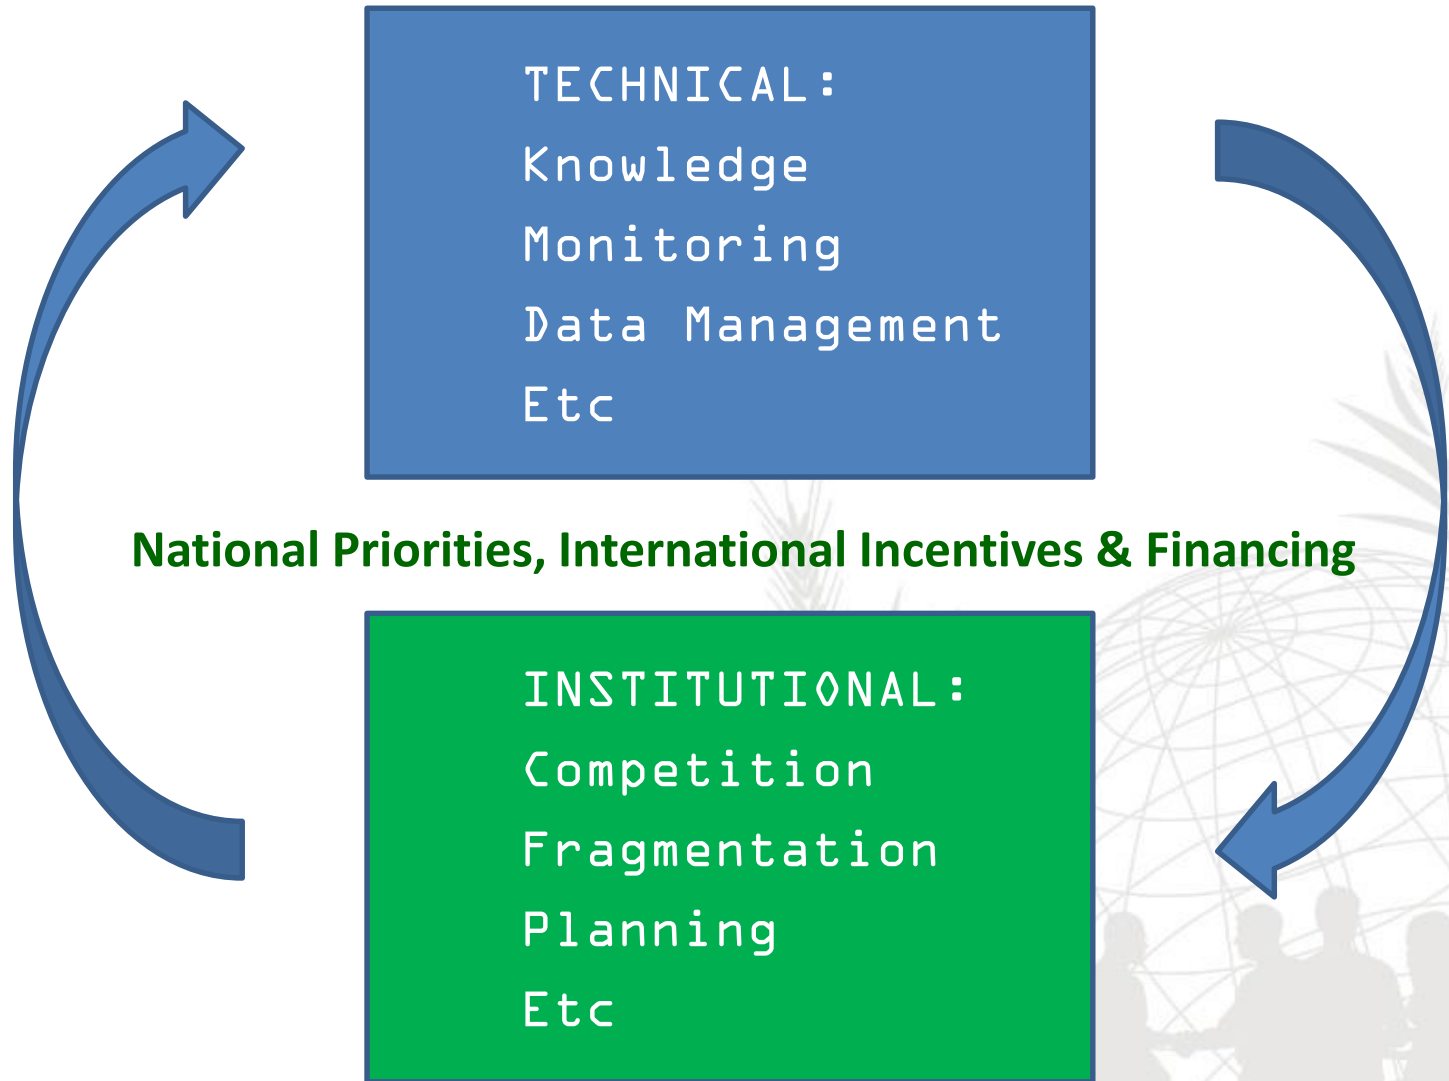 TECHNICAL:
Knowledge
Monitoring
Data Management
Etc
National Priorities, International Incentives & Financing
INSTITUTIONAL:
Competition
Fragmentation
Planning
Etc